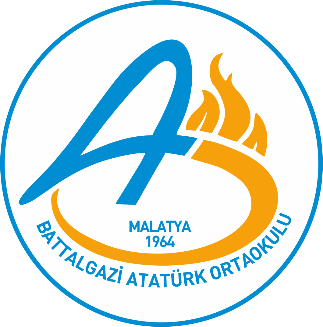 MALATYA
1964
BATTALGAZİ ATATÜRK ORTAOKULU